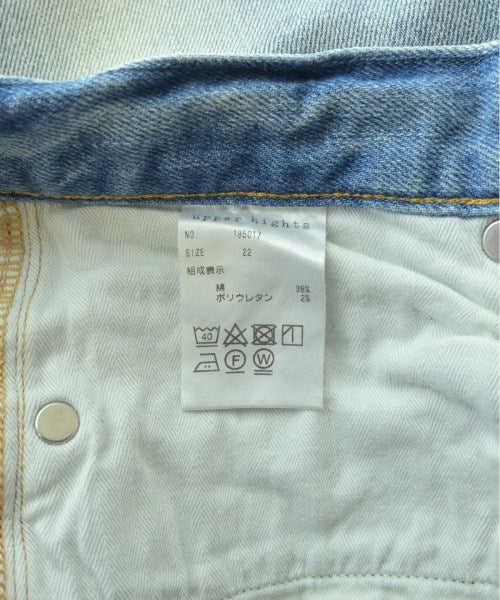 upper hights
NO. 195017
SIZE 22
組成表示
綿 98%
ポリウレタン 2%
40
F W